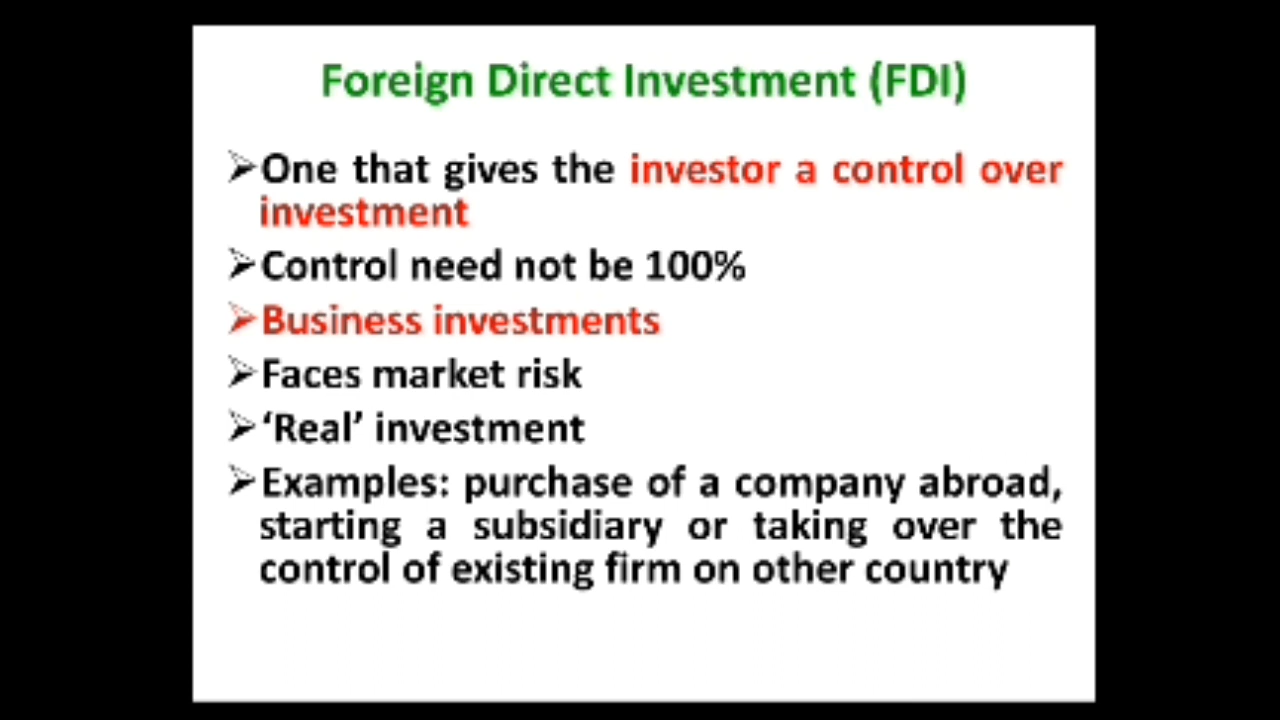 Foreign Direct Investment (FDI)
➢One that gives the investor a control over
investment
➢Control need not be 100%
➢Business investments
➢Faces market risk
➢‘Real’ investment
➢Examples: purchase of a company abroad,
starting a subsidiary or taking over the
control of existing firm on other country